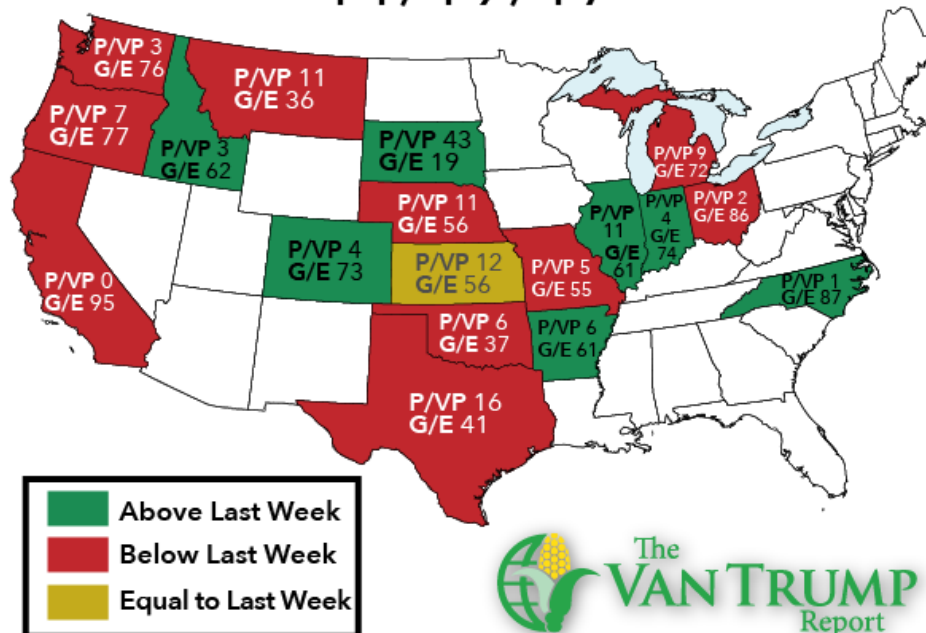 P/VP 3
G/E 76
P/VP 11
G/E 36
P/VP 7
G/E 77
P/VP 3
G/E 62
P/VP 43
G/E 19
P/VP 9
G/E 72
P/VP 11
G/E 56
P/VP
11
G/E
61
P/VP
4
G/E
74
P/VP 2
G/E 86
P/VP 4
G/E 73
P/VP 12
G/E 56
P/VP 5
G/E 55
P/VP 0
G/E 95
P/VP 1
G/E 87
P/VP 6
G/E 37
P/VP 6
G/E 61
P/VP 16
G/E 41
Above Last Week
Below Last Week
Equal to Last Week
The
VAN TRUMP
Report